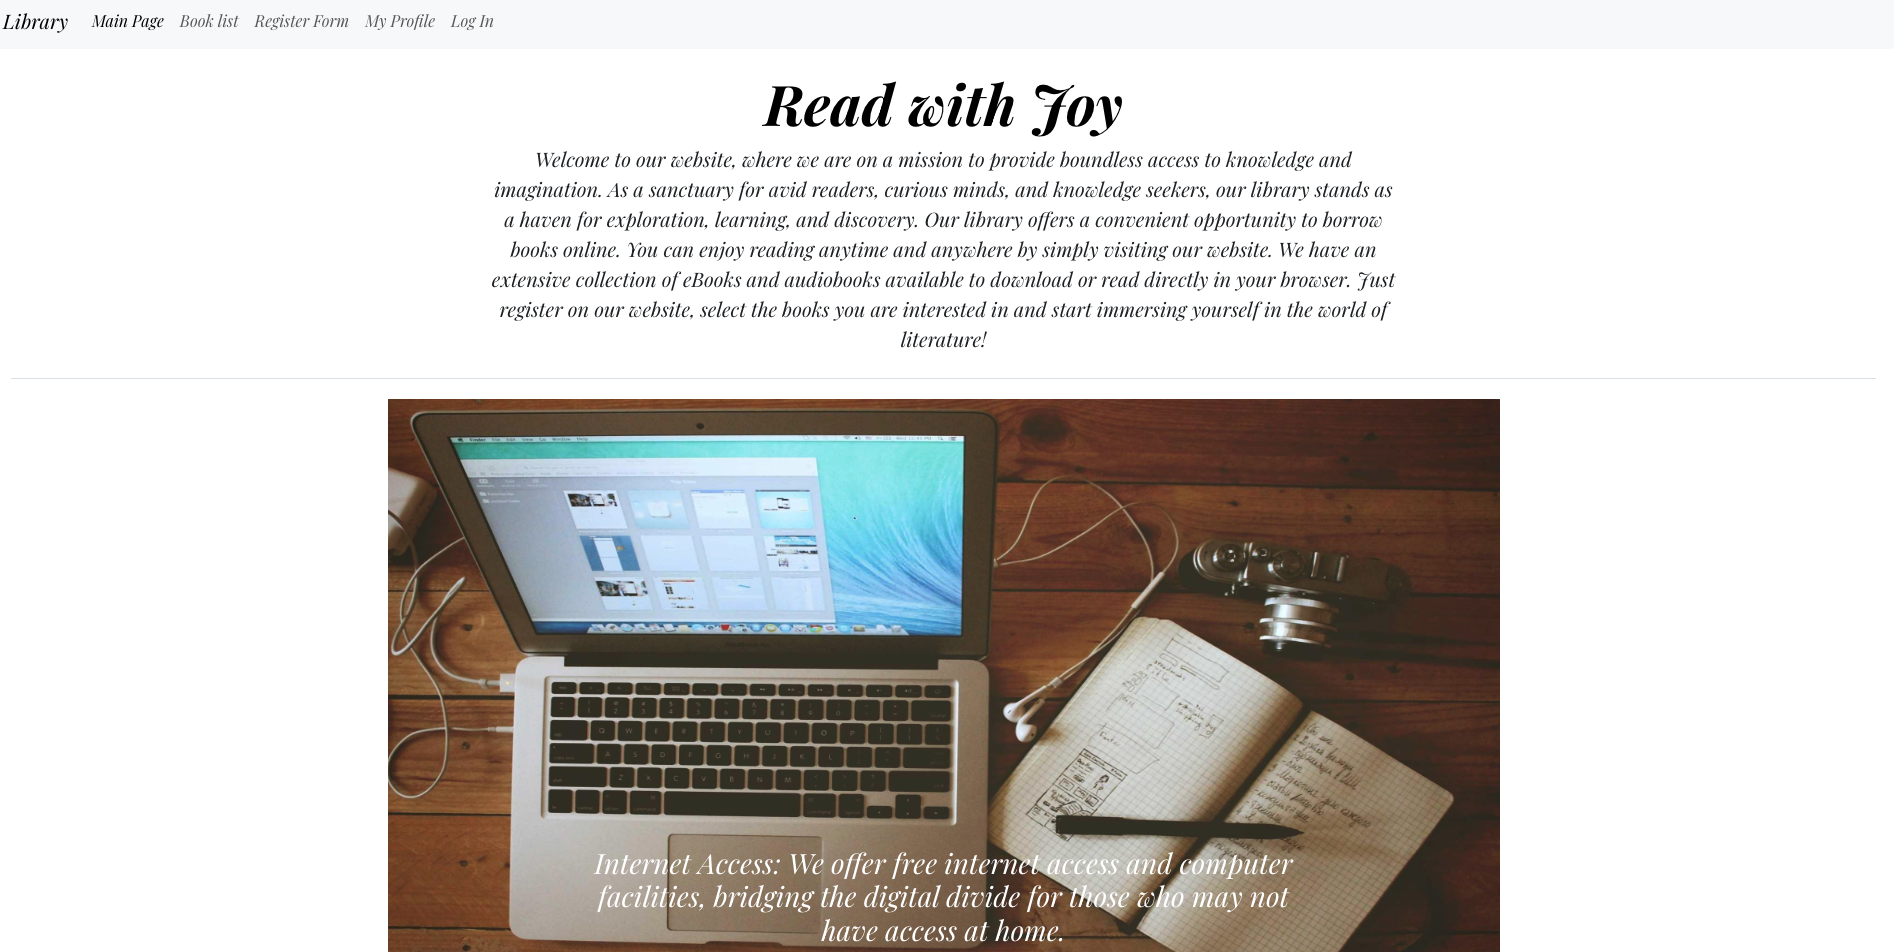 Library Main Page Book list Register Form My Profile Log In
Read with Joy
Welcome to our website, where we are on a mission to provide boundless access to knowledge and
imagination. As a sanctuary for avid readers, curious minds, and knowledge seekers, our library stands as
a haven for exploration, learning, and discovery. Our library offers a convenient opportunity to borrow
books online. You can enjoy reading anytime and anywhere by simply visiting our website. We have an
extensive collection of eBooks and audiobooks available to download or read directly in your browser. Just
register on our website, select the books you are interested in and start immersing yourself in the world of
literature!
Internet Access: We offer free internet access and computer
facilities, bridging the digital divide for those who may not
have access at home.